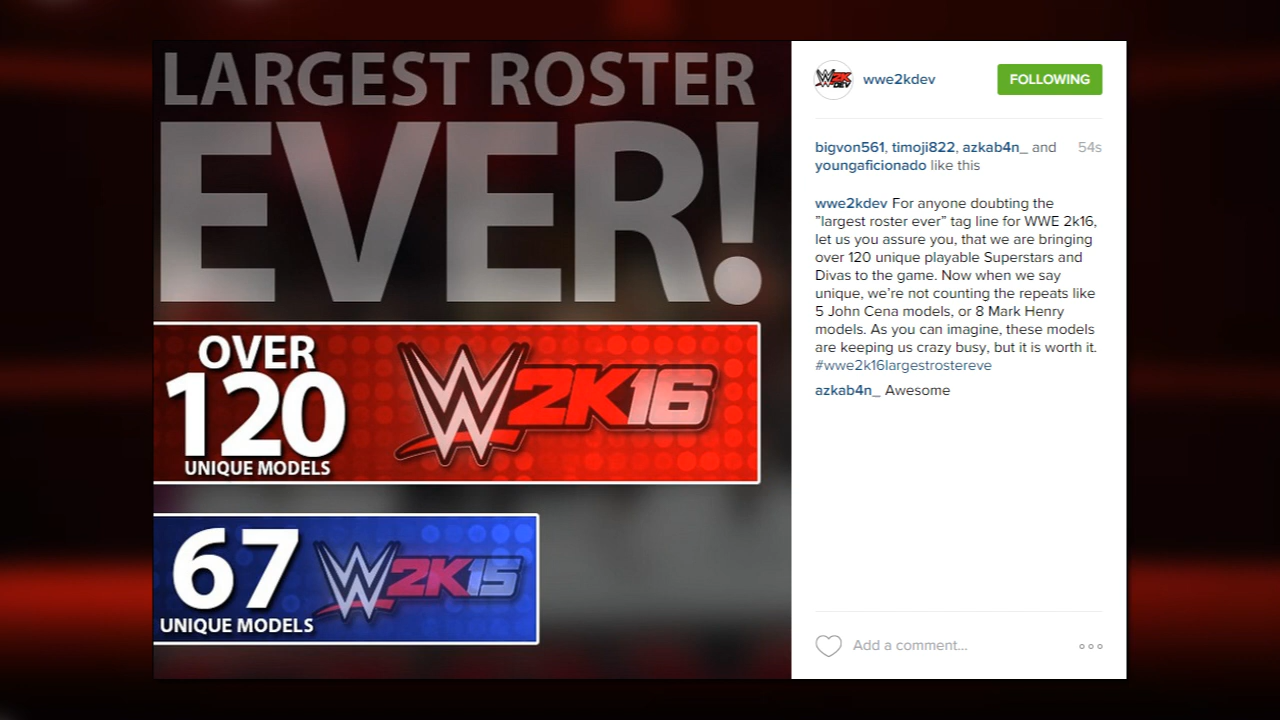 LARGEST ROSTER
EVER!
OVER
120
UNIQUE MODELS
W 2K16
67
UNIQUE MODELS
W 2K15
W2K
DEV
wwe2kdev
FOLLOWING
bigvon561, timoji822, azkab4n_ and
youngaficionado like this
54s
wwe2kdev For anyone doubting the
"largest roster ever" tag line for WWE 2k16,
let us you assure you, that we are bringing
over 120 unique playable Superstars and
Divas to the game. Now when we say
unique, we're not counting the repeats like
5 John Cena models, or 8 Mark Henry
models. As you can imagine, these models
are keeping us crazy busy, but it is worth it.
#wwe2k16largestrostereve
azkab4n_ Awesome
Add a comment...